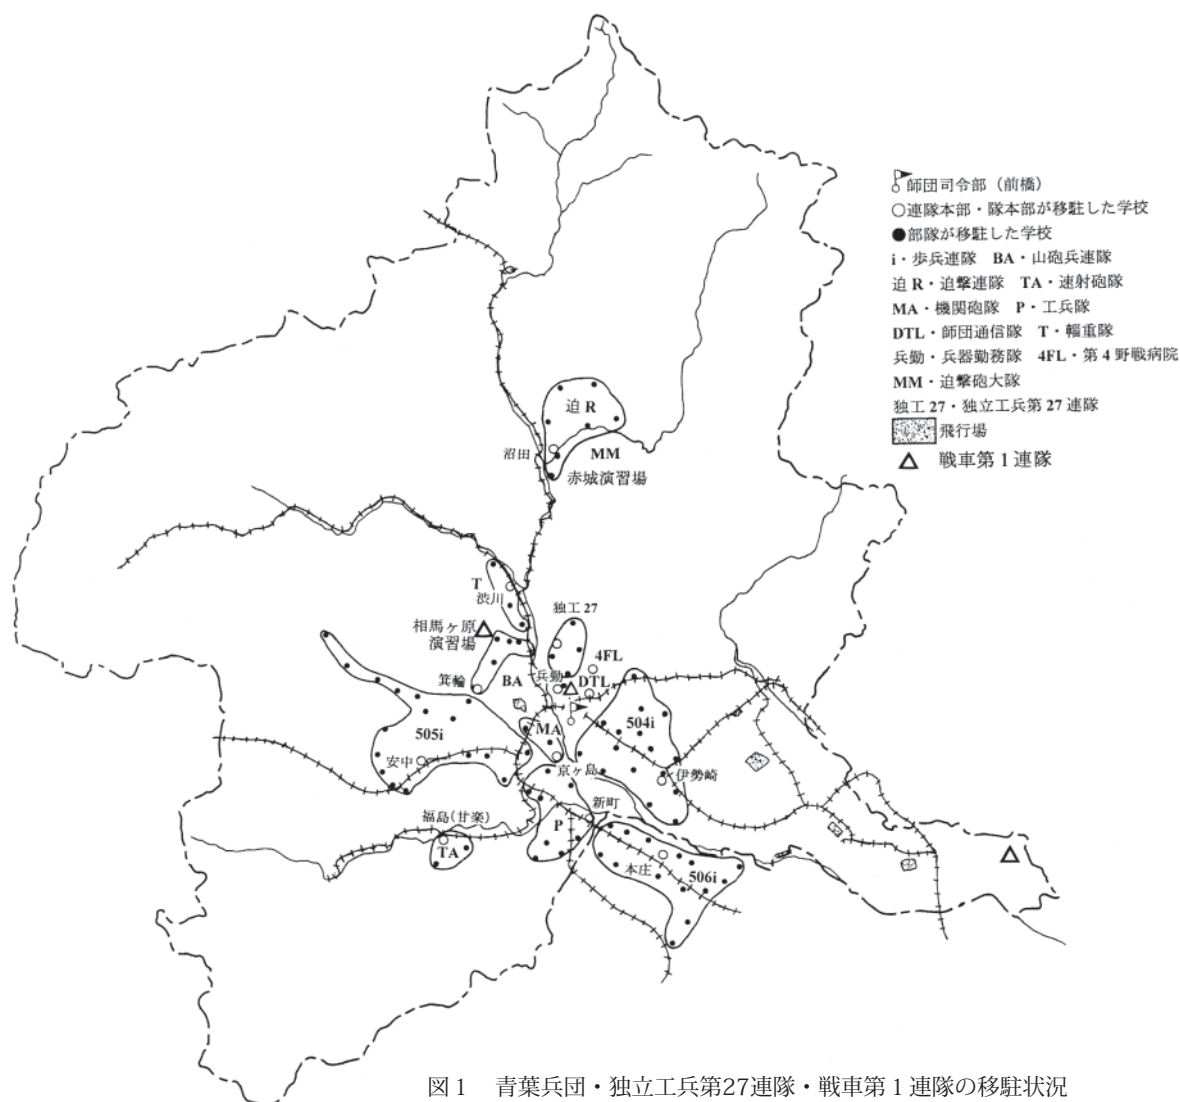 師団司令部（前橋）
○連隊本部・隊本部が移駐した学校
●部隊が移駐した学校
i・歩兵連隊 BA・山砲兵連隊
迫 R・迫撃連隊 TA・速射砲隊
MA・機関砲隊 P・工兵隊
DTL・師団通信隊 T・輜重隊
兵勤・兵器勤務隊 4FL・第4野戦病院
MM・迫撃砲大隊
独工 27・独立工兵第 27 連隊
飛行場
戦車第1連隊
迫 R
沼田
MM
赤城演習場
T
渋川
独工 27
相馬ヶ原
演習場
4FL
箕輪
BA
兵勤
DTL
505i
MA
504i
安中
京ヶ島
伊勢崎
福島(甘楽)
新町
TA
P
本庄
506i
図1 青葉兵団・独立工兵第27連隊・戦車第1連隊の移駐状況